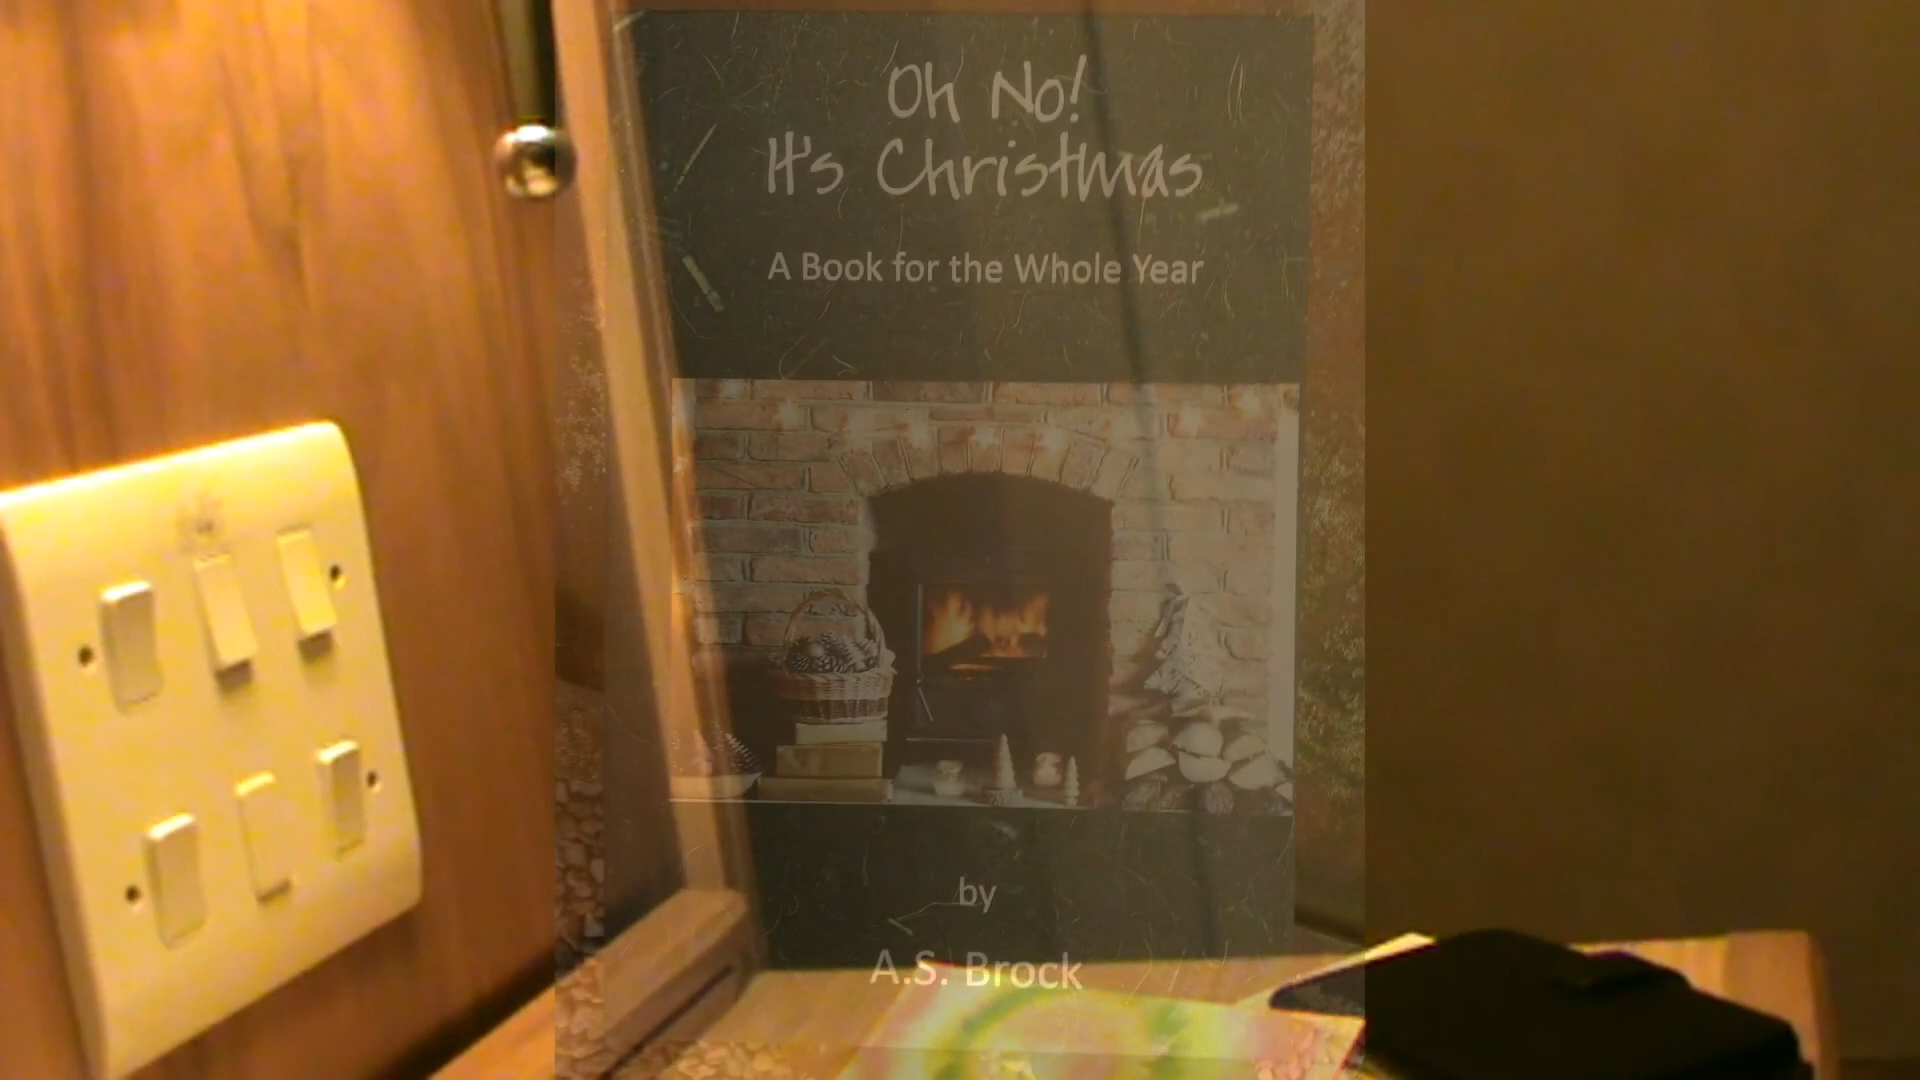 Oh No!
It's Christmas
A Book for the Whole Year
by
A.S. Brock